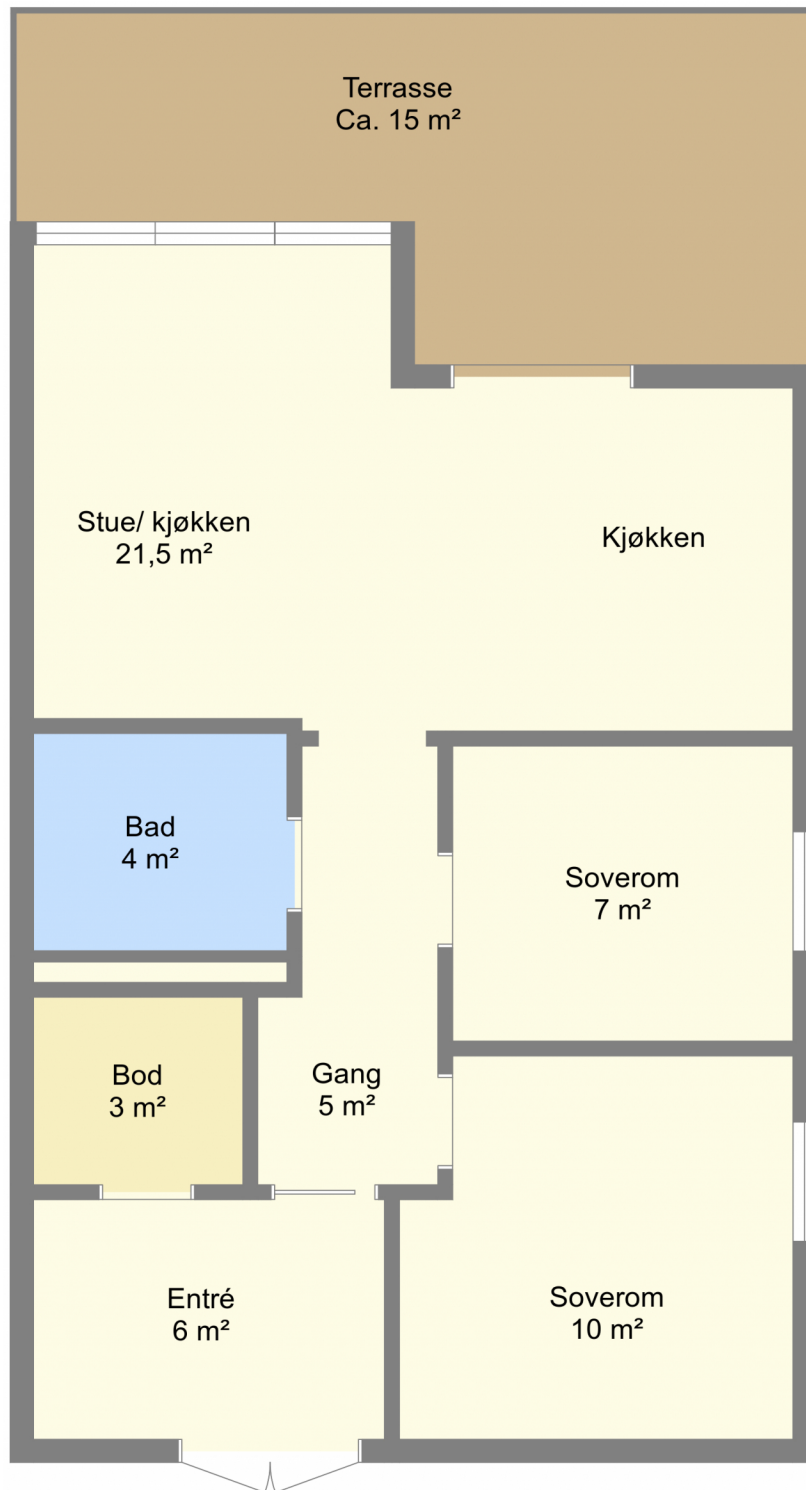 Terrasse
Ca. 15 m²
Stue/ kjøkken
21,5 m²
Kjøkken
Bad
4 m²
Soverom
7 m²
Bod
3 m²
Gang
5 m²
Entré
6 m²
Soverom
10 m²